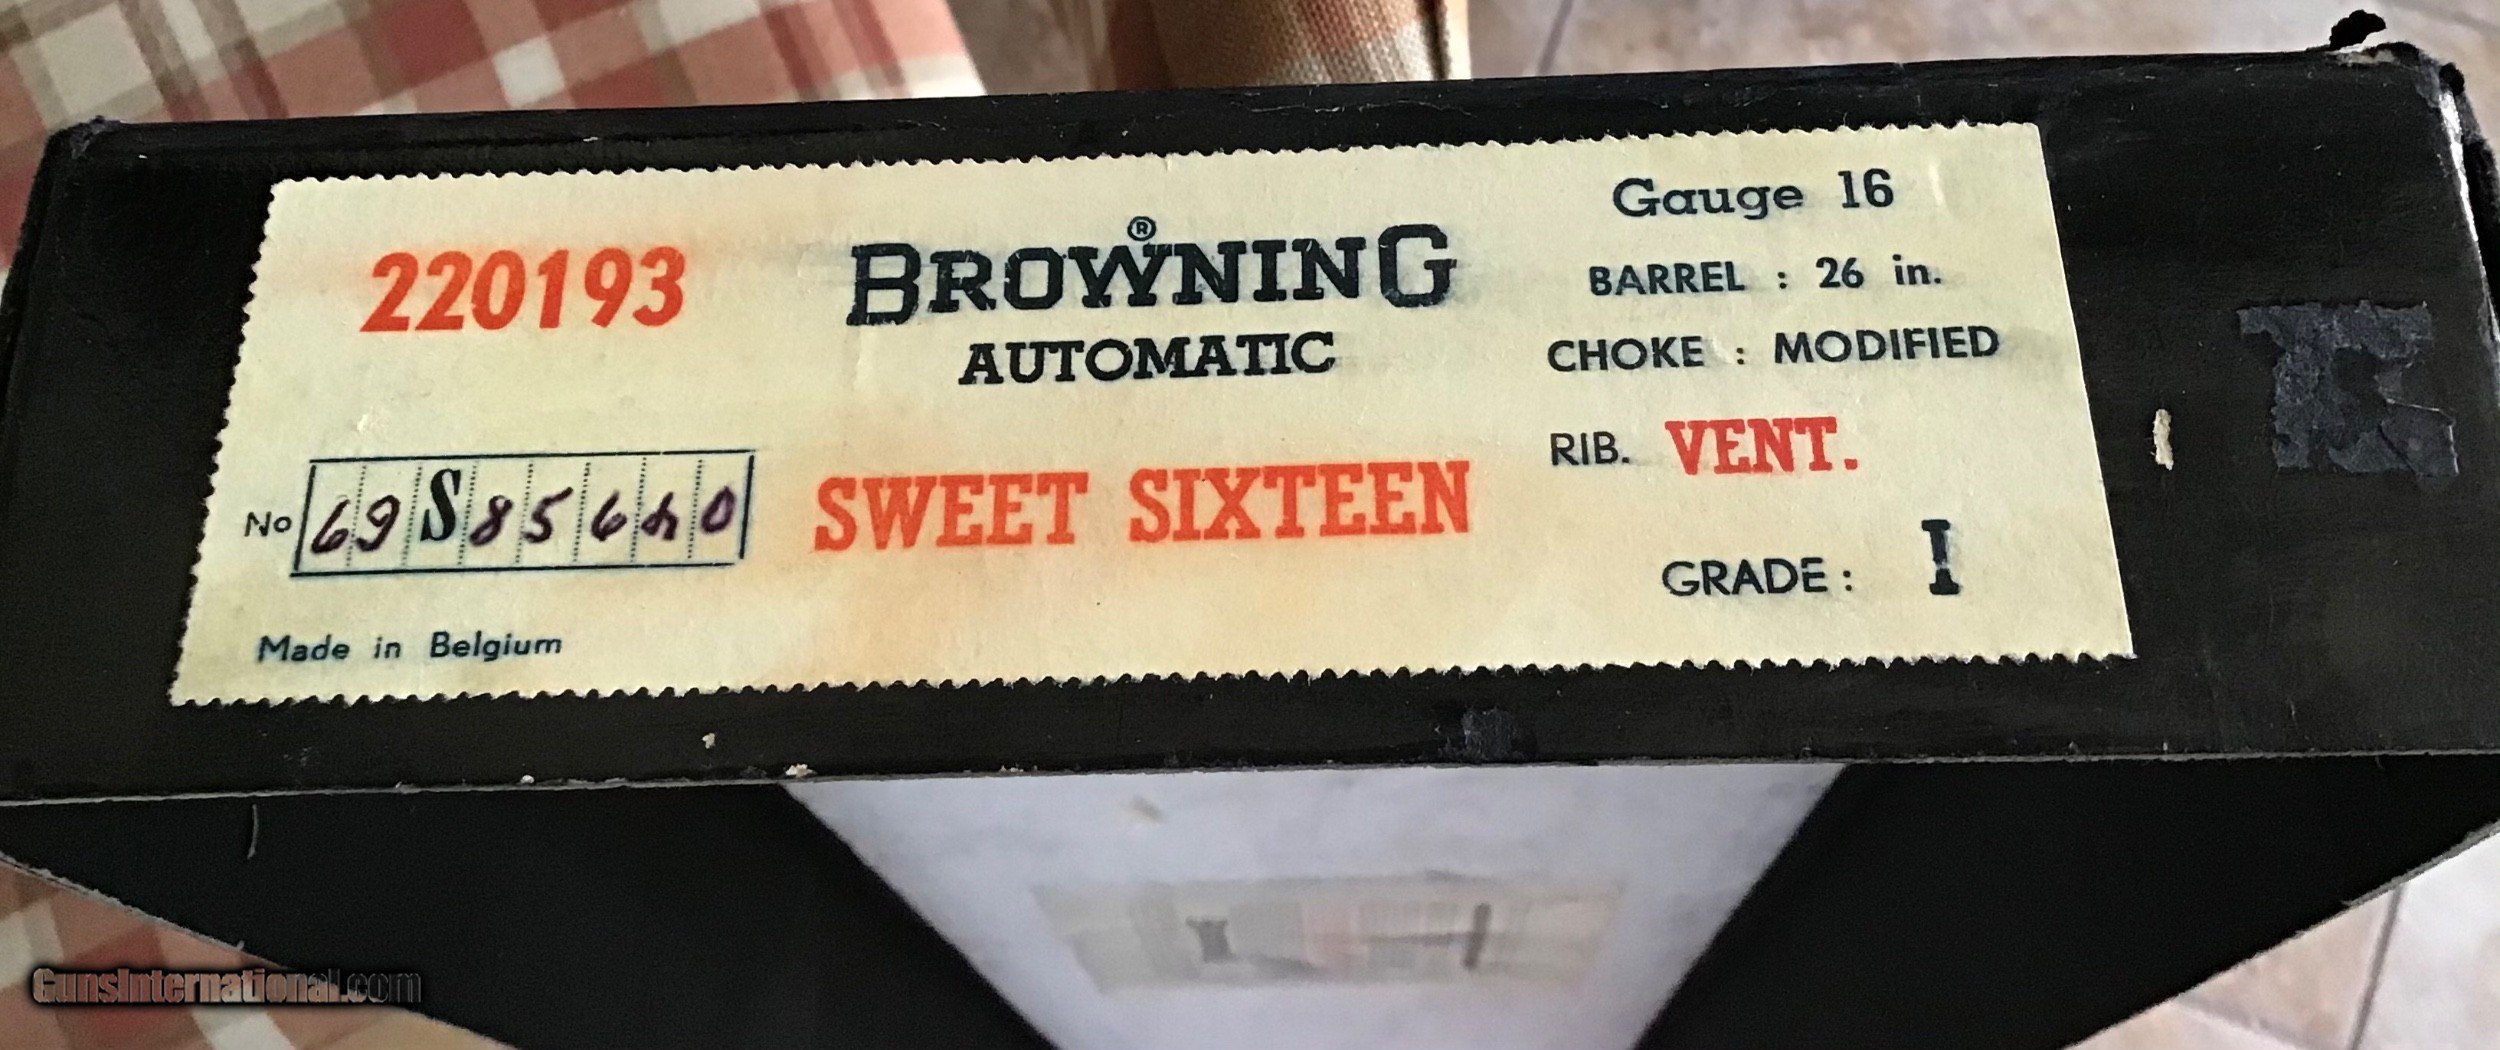 220193
BROWNING®
AUTOMATIC
SWEET SIXTEEN
No 69S85640
Made in Belgium
Gauge 16
BARREL : 26 in.
CHOKE : MODIFIED
RIB. VENT.
GRADE : I
GunsInternational.com